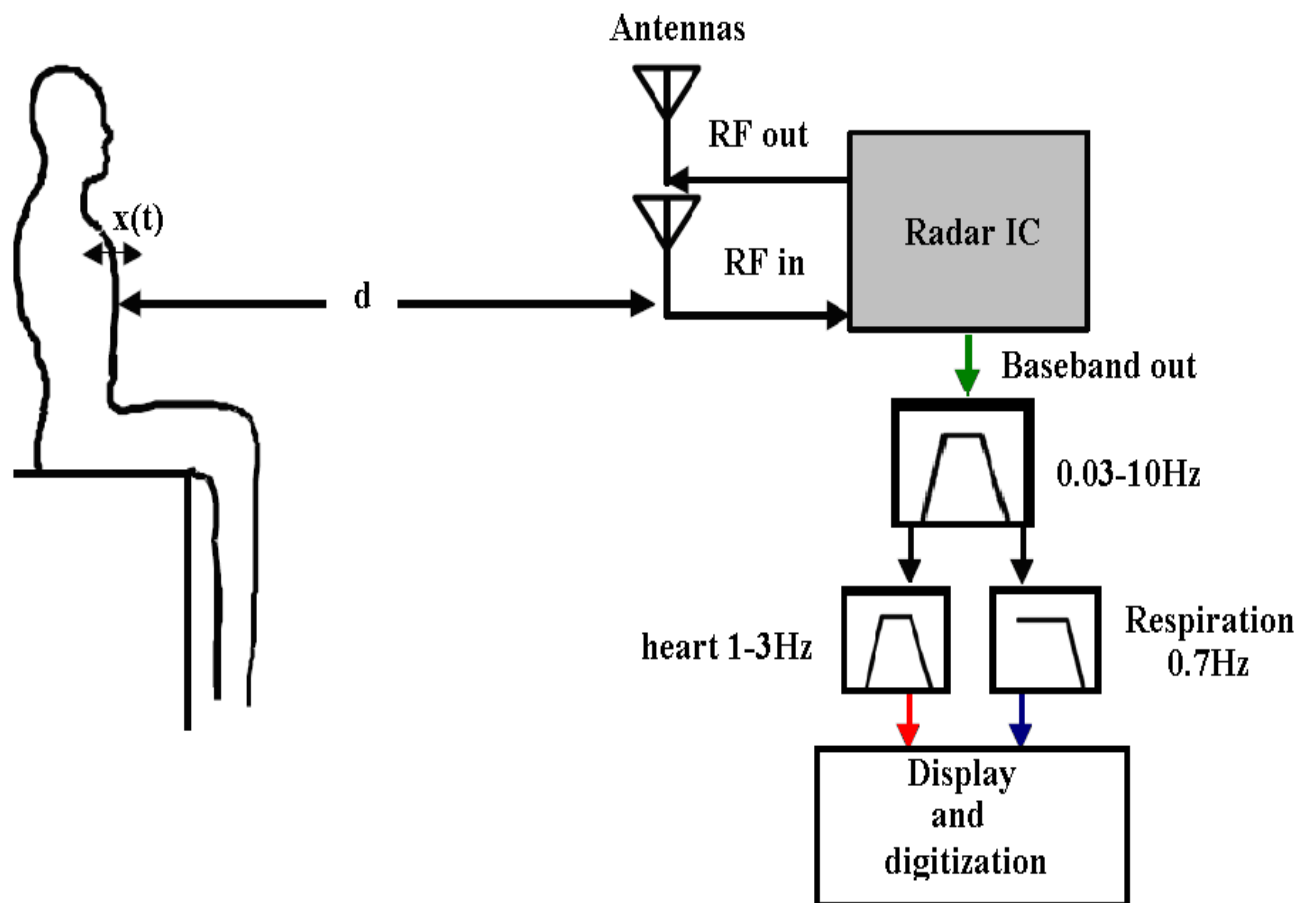 Antennas
RF out
x(t)
Radar IC
RF in
d
Baseband out
0.03-10Hz
heart 1-3Hz
Respiration
0.7Hz
Display
and
digitization